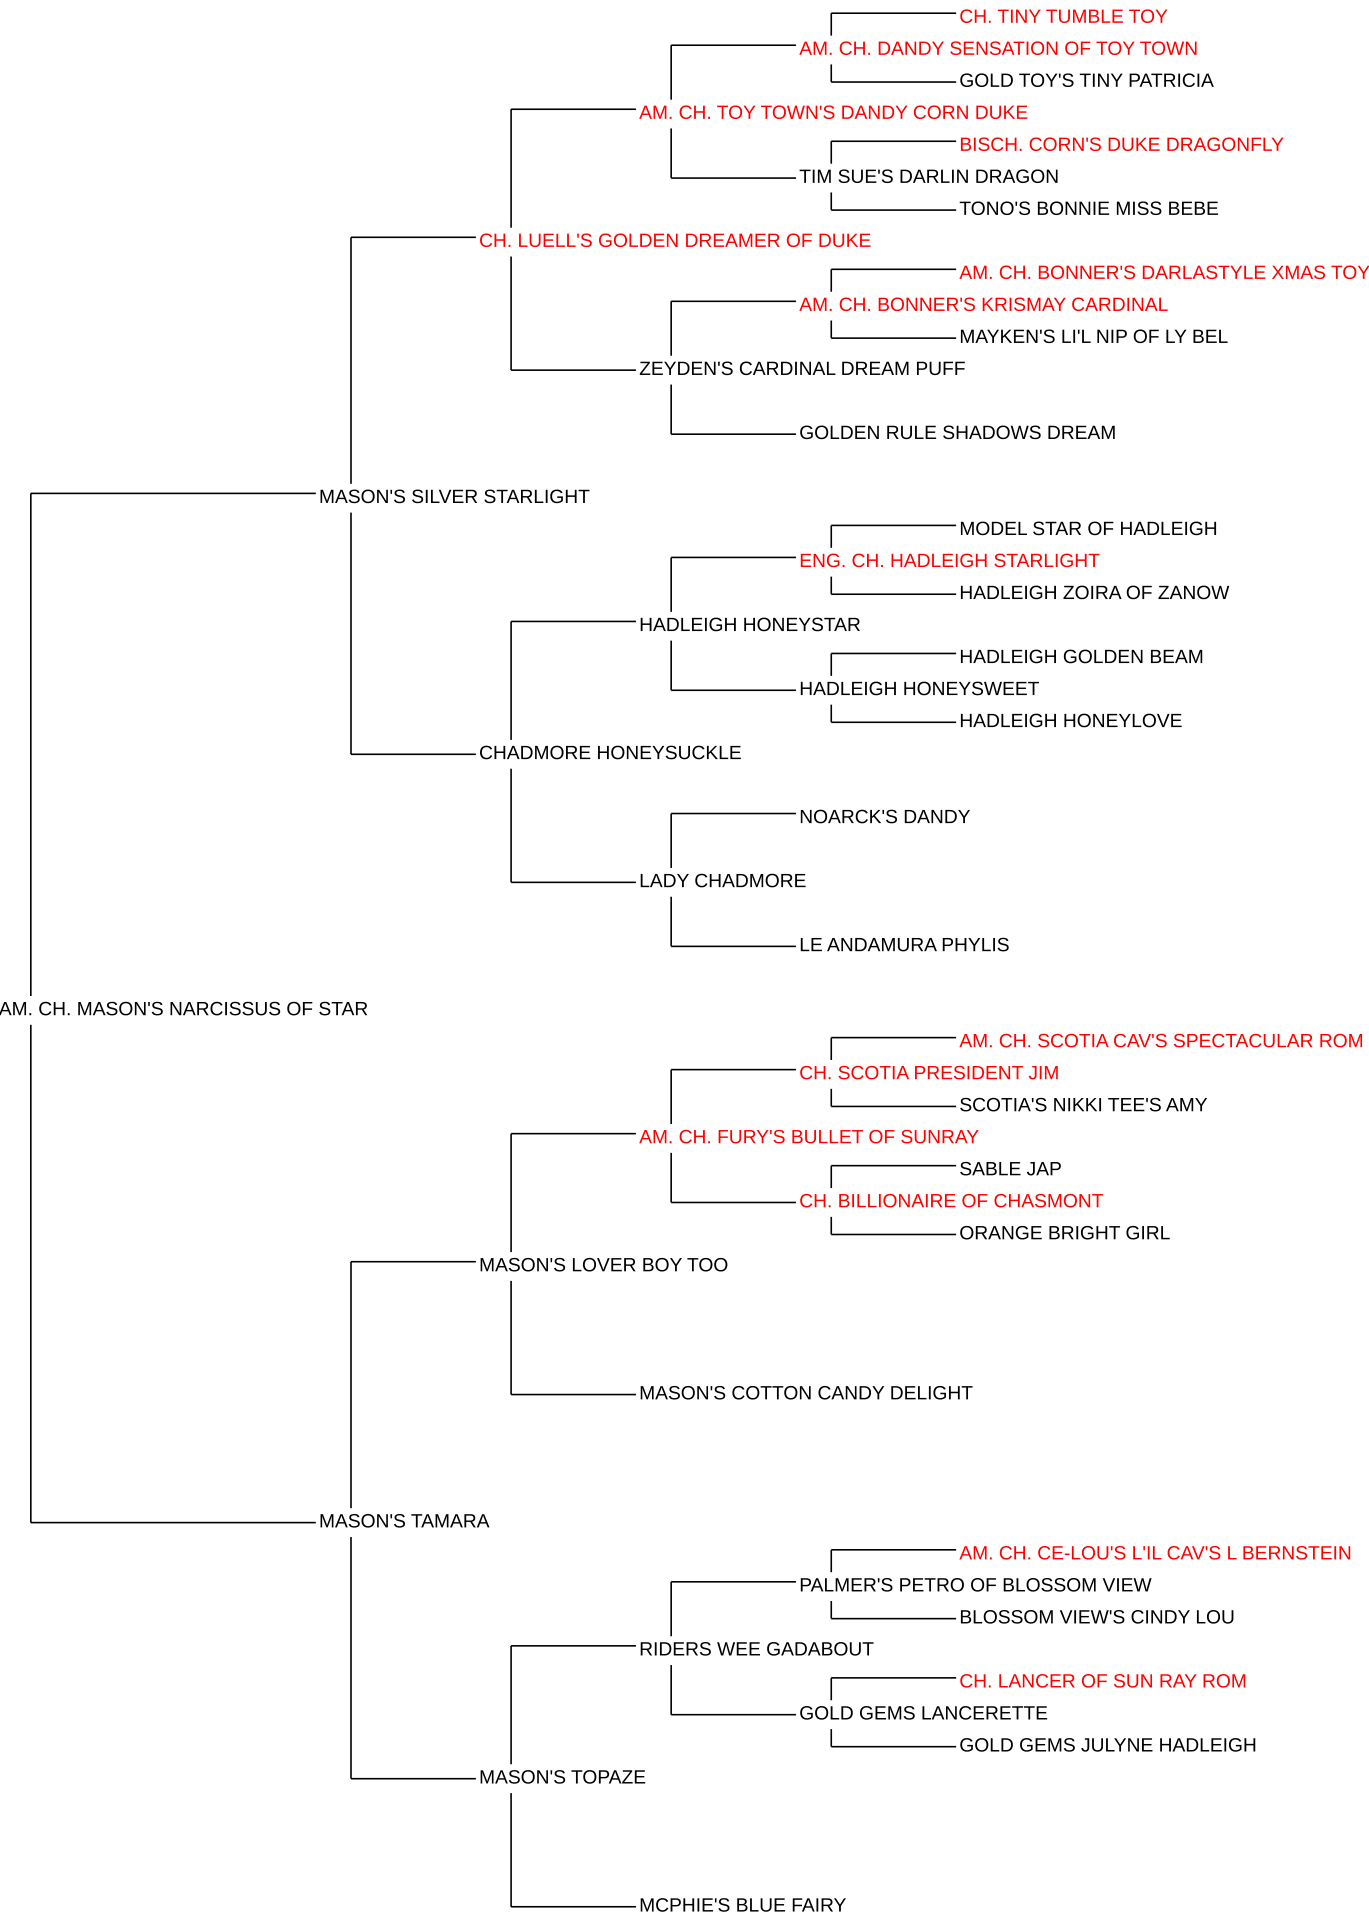 CH. TINY TUMBLE TOY
AM. CH. DANDY SENSATION OF TOY TOWN
GOLD TOY'S TINY PATRICIA
AM. CH. TOY TOWN'S DANDY CORN DUKE
BISCH. CORN'S DUKE DRAGONFLY
TIM SUE'S DARLIN DRAGON
TONO'S BONNIE MISS BEBE
CH. LUELL'S GOLDEN DREAMER OF DUKE
AM. CH. BONNER'S DARLASTYLE XMAS TOY
AM. CH. BONNER'S KRISMAY CARDINAL
MAYKEN'S LI'L NIP OF LY BEL
ZEYDEN'S CARDINAL DREAM PUFF
GOLDEN RULE SHADOWS DREAM
MASON'S SILVER STARLIGHT
MODEL STAR OF HADLEIGH
ENG. CH. HADLEIGH STARLIGHT
HADLEIGH ZOIRA OF ZANOW
HADLEIGH HONEYSTAR
HADLEIGH GOLDEN BEAM
HADLEIGH HONEYSWEET
HADLEIGH HONEYLOVE
CHADMORE HONEYSUCKLE
NOARCK'S DANDY
LADY CHADMORE
LE ANDAMURA PHYLIS
AM. CH. MASON'S NARCISSUS OF STAR
AM. CH. SCOTIA CAV'S SPECTACULAR ROM
CH. SCOTIA PRESIDENT JIM
SCOTIA'S NIKKI TEE'S AMY
AM. CH. FURY'S BULLET OF SUNRAY
SABLE JAP
CH. BILLIONAIRE OF CHASMONT
ORANGE BRIGHT GIRL
MASON'S LOVER BOY TOO
MASON'S COTTON CANDY DELIGHT
MASON'S TAMARA
AM. CH. CE-LOU'S L'IL CAV'S L BERNSTEIN
PALMER'S PETRO OF BLOSSOM VIEW
BLOSSOM VIEW'S CINDY LOU
RIDERS WEE GADABOUT
CH. LANCER OF SUN RAY ROM
GOLD GEMS LANCERETTE
GOLD GEMS JULYNE HADLEIGH
MASON'S TOPAZE
MCPHIE'S BLUE FAIRY